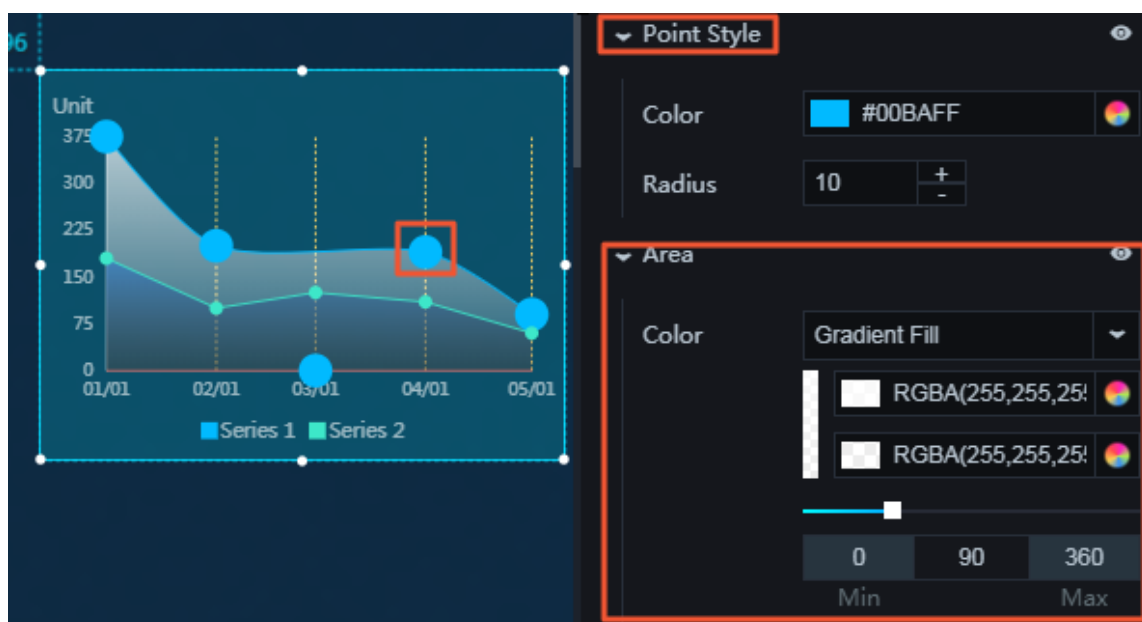 96
Unit
375
300
225
150
75
0
01/01 02/01 03/01 04/01 05/01
Series 1 Series 2
Point Style
Color #00BAFF
Radius 10 + -
Area
Color Gradient Fill
RGBA(255,255,25
RGBA(255,255,25
0 90 360
Min Max